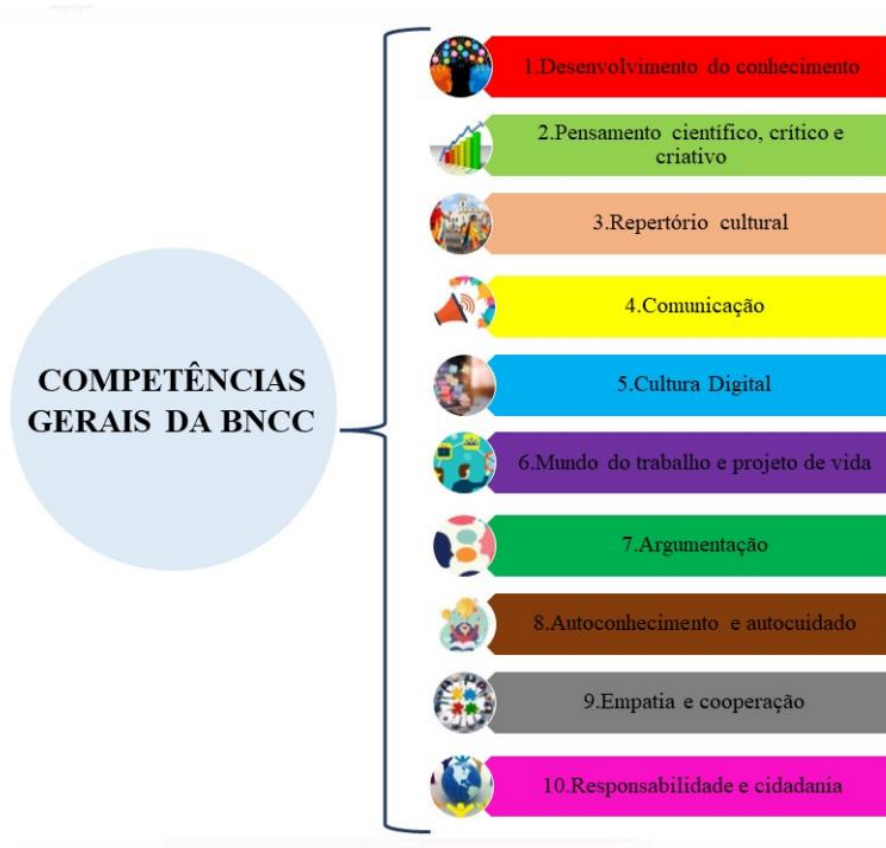 COMPETÊNCIAS
GERAIS DA BNCC
1.Desenvolvimento do conhecimento
2.Pensamento científico, crítico e
criativo
3.Repertório cultural
4.Comunicação
5.Cultura Digital
6.Mundo do trabalho e projeto de vida
7.Argumentação
8.Autoconhecimento e autocuidado
9.Empatia e cooperação
10.Responsabilidade e cidadania